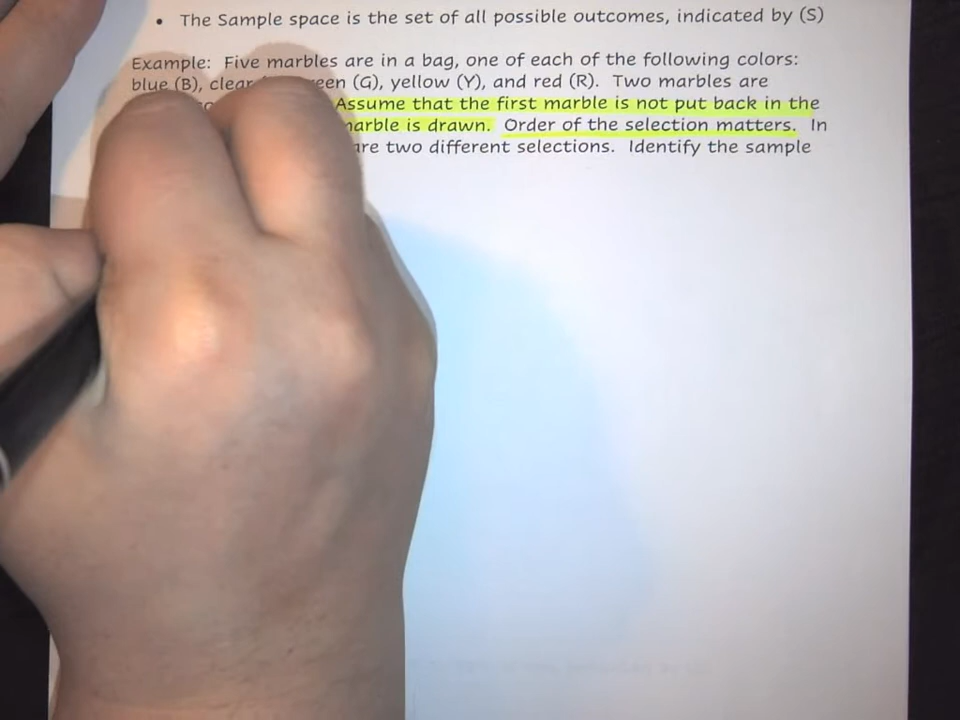 • The Sample space is the set of all possible outcomes, indicated by (S)
Example: Five marbles are in a bag, one of each of the following colors:
blue (B), clear (G), yellow (Y), and red (R). Two marbles are
Assume that the first marble is not put back in the
marble is drawn. Order of the selection matters. In
are two different selections. Identify the sample